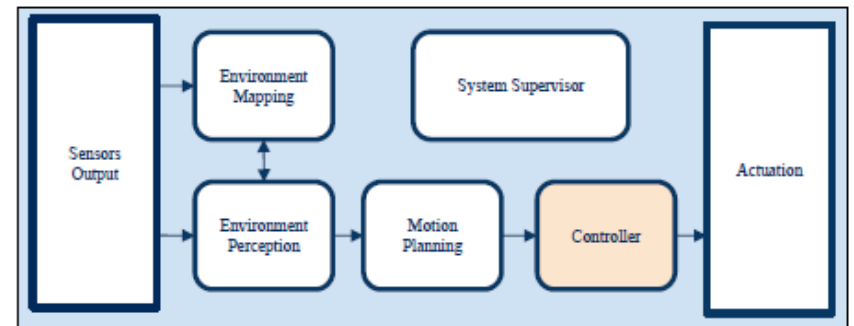 Sensors
Output
Environment
Mapping
System Supervisor
Environment
Perception
Motion
Planning
Controller
Actuation